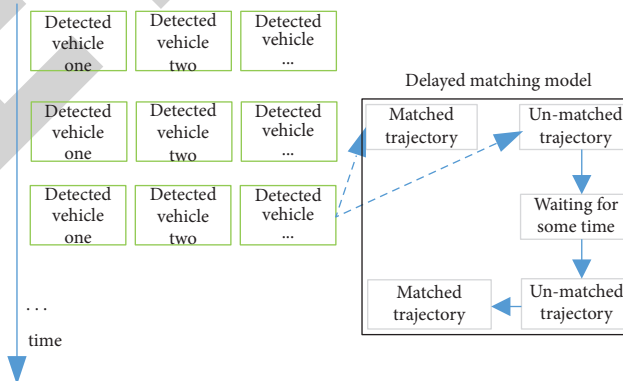 Detected
vehicle
one
Detected
vehicle
two
Detected
vehicle
...
Delayed matching model
Detected
vehicle
one
Detected
vehicle
two
Detected
vehicle
...
Matched
trajectory
Un-matched
trajectory
Detected
vehicle
one
Detected
vehicle
two
Detected
vehicle
...
Waiting for
some time
Matched
trajectory
Un-matched
trajectory
...
time